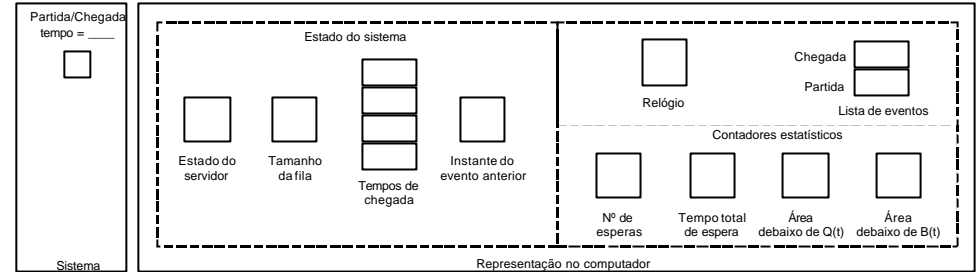 Partida/Chegada
tempo = ____
Sistema
Estado do sistema
Estado do
servidor
Tamanho
da fila
Tempos de
chegada
Instante do
evento anterior
Relógio
Chegada
Partida
Lista de eventos
Contadores estatísticos
Nº de
esperas
Tempo total
de espera
Área
debaixo de Q(t)
Área
debaixo de B(t)
Representação no computador